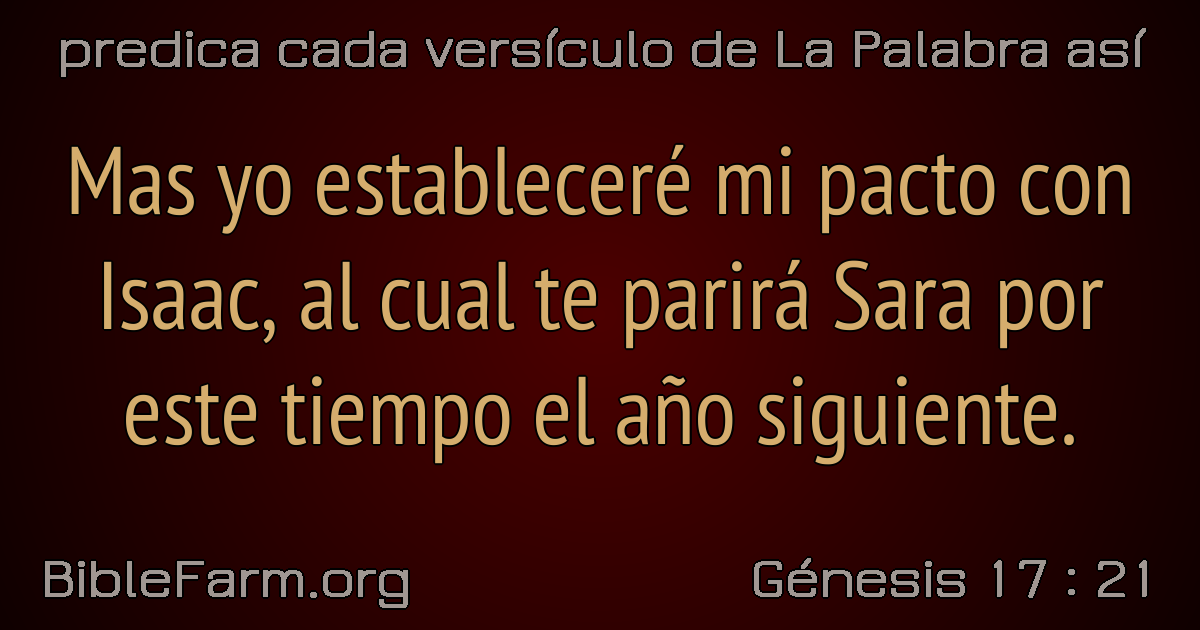 predica cada versículo de La Palabra así
Mas yo estableceré mi pacto con
Isaac, al cual te parirá Sara por
este tiempo el año siguiente.
BibleFarm.org
Génesis 17 : 21